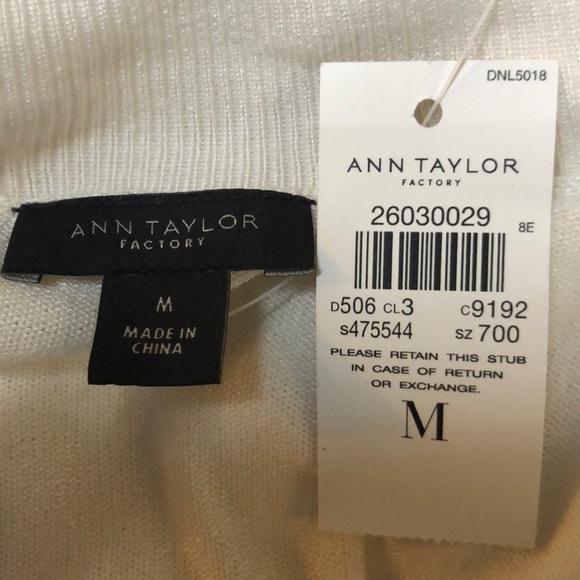 ANN TAYLOR
FACTORY
M
MADE IN
CHINA
DNL5018
ANN TAYLOR
FACTORY
26030029
8E
D506 CL3 C9192
S475544 SZ 700
PLEASE RETAIN THIS STUB
IN CASE OF RETURN
OR EXCHANGE.
M